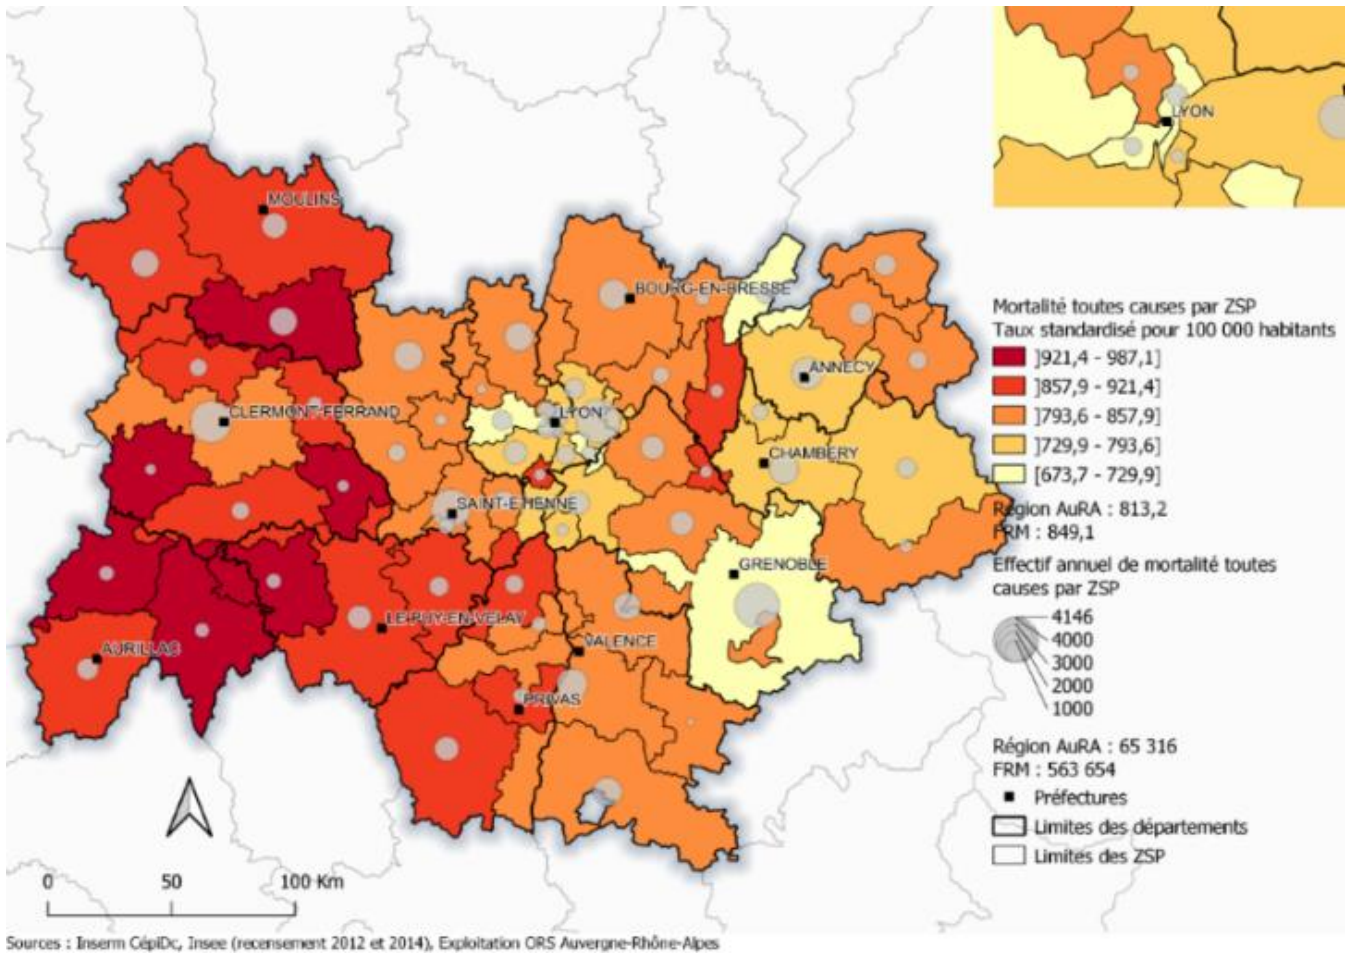 LYON
MOULINS
BOURG-EN-BRESSE
ANNECY
CLERMONT-FERRAND
LYON
CHAMBERY
SAINT-ETIENNE
GRENOBLE
LE-PUY-EN-VELAY
AURILLAC
VALENCE
PRIVAS
Mortalité toutes causes par ZSP
Taux standardisé pour 100 000 habitants
]921,4 - 987,1]
]857,9 - 921,4]
]793,6 - 857,9]
]729,9 - 793,6]
[673,7 - 729,9]
Région AuRA : 813,2
FRM : 849,1
Effectif annuel de mortalité toutes
causes par ZSP
4146
4000
3000
2000
1000
Région AuRA : 65 316
FRM : 563 654
Préfectures
Limites des départements
Limites des ZSP
0 50 100 Km
Sources : Inserm CépiDc, Insee (recensement 2012 et 2014), Exploitation ORS Auvergne-Rhône-Alpes